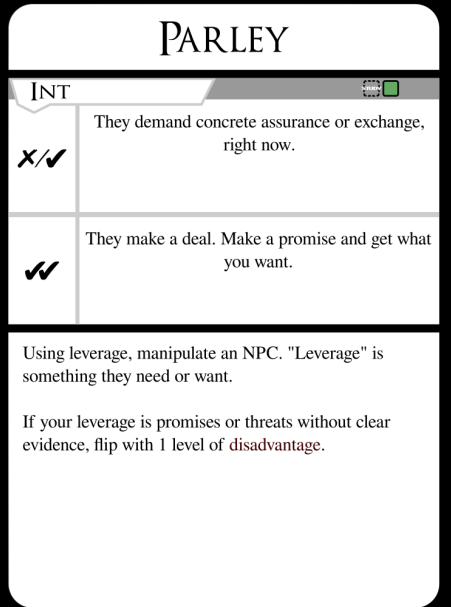 PARLEY
INT
They demand concrete assurance or exchange,
right now.
✗/✔
They make a deal. Make a promise and get what
you want.
✔✔
Using leverage, manipulate an NPC. "Leverage" is
something they need or want.
If your leverage is promises or threats without clear
evidence, flip with 1 level of disadvantage.